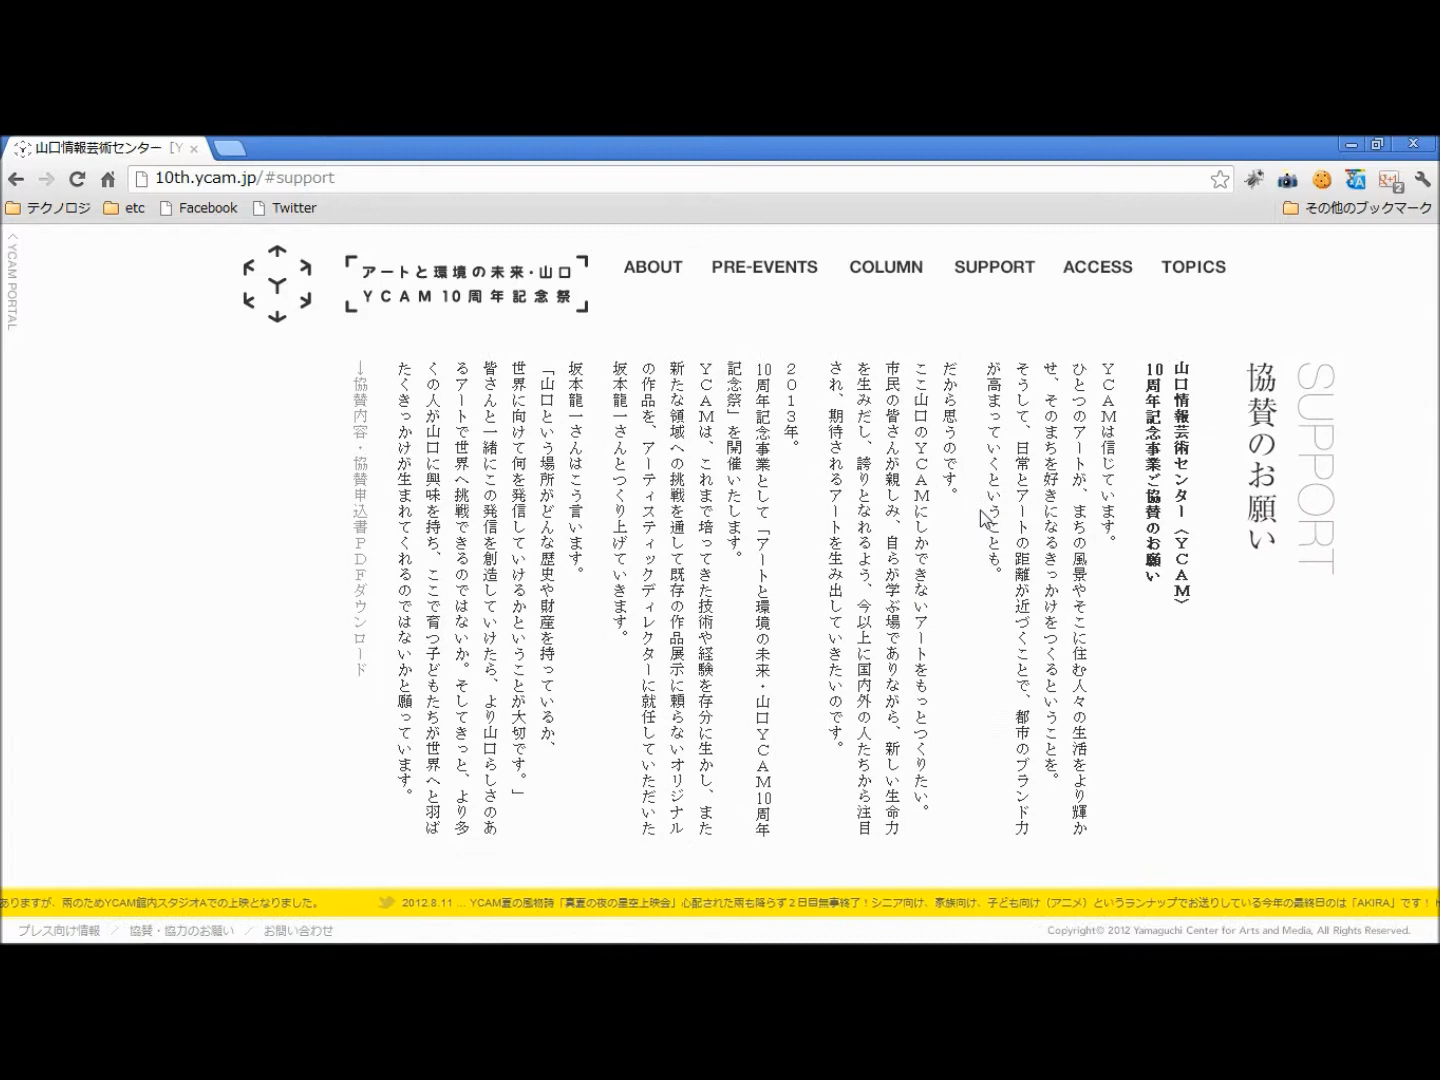 山口情報芸術センター [Y
10th.ycam.jp/#support
テクノロジ
etc
Facebook
Twitter
その他のブックマーク
< YCAM PORTAL
アートと環境の未来・山口
YCAM10周年記念祭
ABOUT
PRE-EVENTS
COLUMN
SUPPORT
ACCESS
TOPICS
SUPPORT
協賛のお願い
山口情報芸術センター〈YCAM〉
10周年記念事業ご協賛のお願い
YCAMは信じています。
ひとつのアートが、まちの風景やそこに住む人々の生活をより輝か
せ、そのまちを好きになるきっかけをつくるということを。
そうして、日常とアートの距離が近づくことで、都市のブランド力
が高まっていくということも。
だから思うのです。
ここ山口のYCAMにしかできないアートをもっとつくりたい。
市民の皆さんが親しみ、自らが学ぶ場でありながら、新しい生命力
を生みだし、誇りとなれるよう、今以上に国内外の人たちから注目
され、期待されるアートを生み出していきたいのです。
2013年。
10周年記念事業として「アートと環境の未来・山口YCAM10周年
記念祭」を開催いたします。
YCAMは、これまで培ってきた技術や経験を存分に生かし、また
新たな領域への挑戦を通して既存の作品展示に頼らないオリジナル
の作品を、アーティスティックディレクターに就任していただいた
坂本龍一さんとつくり上げていきます。
坂本龍一さんはこう言います。
「山口という場所がどんな歴史や財産を持っているか、
世界に向けて何を発信していけるかということが大切です。」
皆さんと一緒にこの発信を創造していけたら、より山口らしさのあ
るアートで世界へ挑戦できるのではないか。そしてきっと、より多
くの人が山口に興味を持ち、ここで育つ子どもたちが世界へと羽ば
たくきっかけが生まれてくれるのではないかと願っています。
→協賛内容・協賛申込書PDFダウンロード
ありますが、雨のためYCAM館内スタジオAでの上映となりました。
2012.8.11 ... YCAM夏の風物詩「真夏の夜の星空上映会」心配された雨も降らず２日目無事終了！シニア向け、家族向け、子ども向け（アニメ）というランナップでお送りしている今年の最終日のは「AKIRA」です！
プレス向け情報 ／ 協賛・協力のお願い ／ お問い合わせ
Copyright© 2012 Yamaguchi Center for Arts and Media, All Rights Reserved.